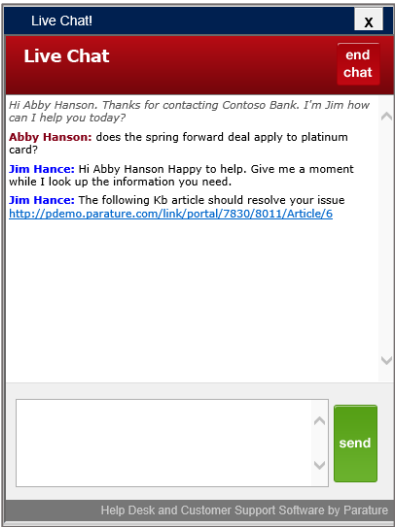 Live Chat!
x
Live Chat
end
chat
Hi Abby Hanson. Thanks for contacting Contoso Bank. I'm Jim how
can I help you today?
Abby Hanson: does the spring forward deal apply to platinum
card?
Jim Hance: Hi Abby Hanson Happy to help. Give me a moment
while I look up the information you need.
Jim Hance: The following Kb article should resolve your issue
http://pdemo.parature.com/link/portal/7830/8011/Article/6
send
Help Desk and Customer Support Software by Parature